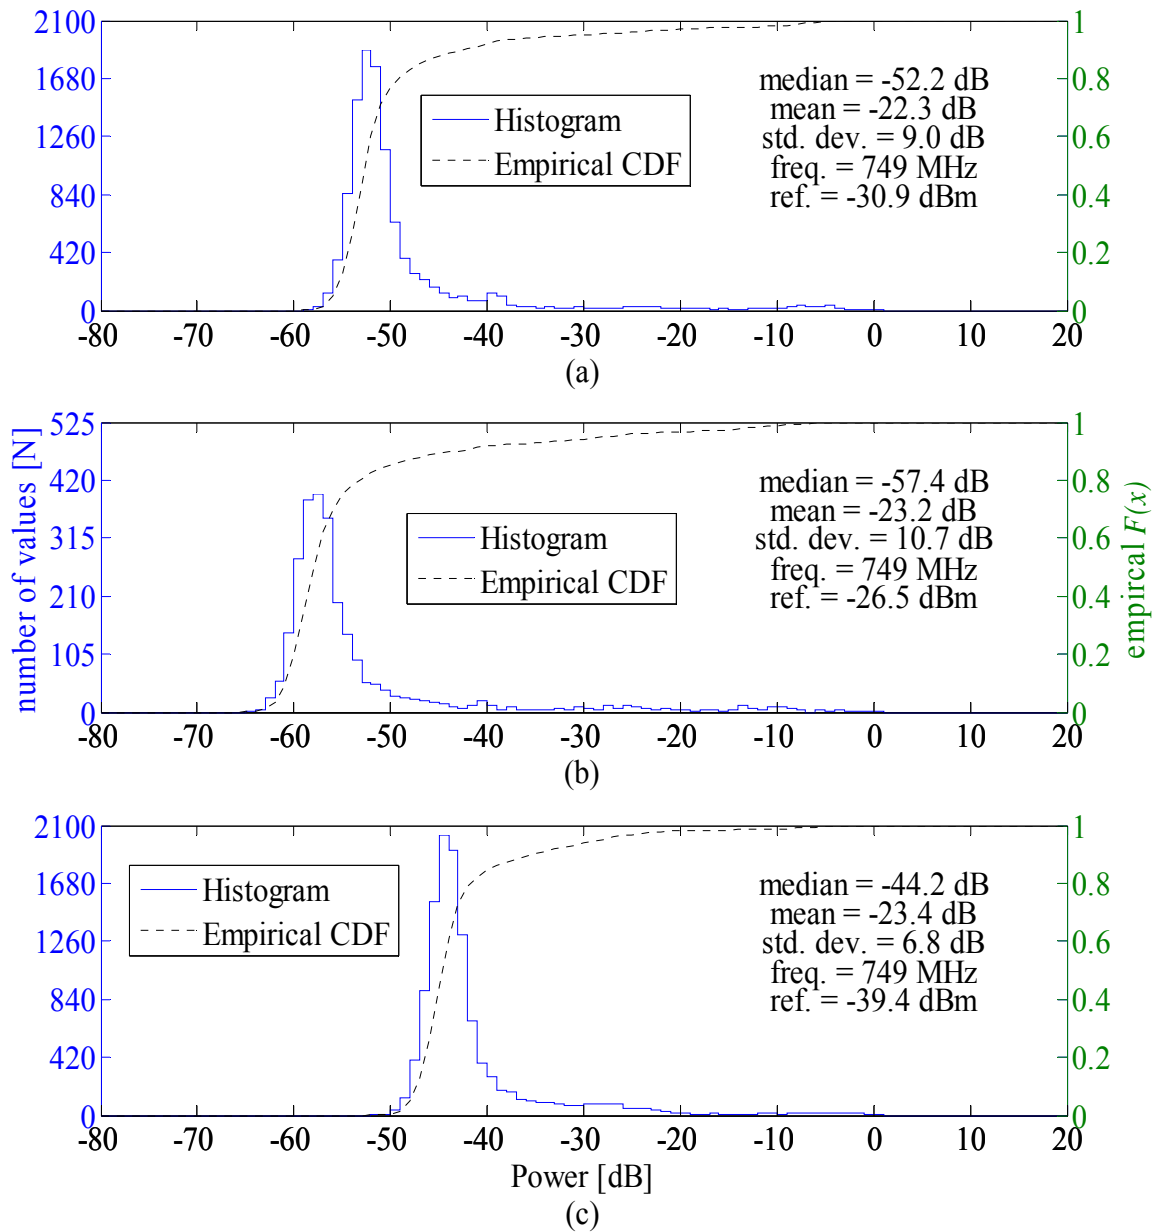 2100
1680
1260
840
420
0
1
0.8
0.6
0.4
0.2
0
Histogram
Empirical CDF
median = -52.2 dB
mean = -22.3 dB
std. dev. = 9.0 dB
freq. = 749 MHz
ref. = -30.9 dBm
-80 -70 -60 -50 -40 -30 -20 -10 0 10 20
(a)
number of values [N]
525
420
315
210
105
0
1
0.8
0.6
0.4
0.2
0
empircal F(x)
Histogram
Empirical CDF
median = -57.4 dB
mean = -23.2 dB
std. dev. = 10.7 dB
freq. = 749 MHz
ref. = -26.5 dBm
-80 -70 -60 -50 -40 -30 -20 -10 0 10 20
(b)
2100
1680
1260
840
420
0
1
0.8
0.6
0.4
0.2
0
Histogram
Empirical CDF
median = -44.2 dB
mean = -23.4 dB
std. dev. = 6.8 dB
freq. = 749 MHz
ref. = -39.4 dBm
-80 -70 -60 -50 -40 -30 -20 -10 0 10 20
Power [dB]
(c)